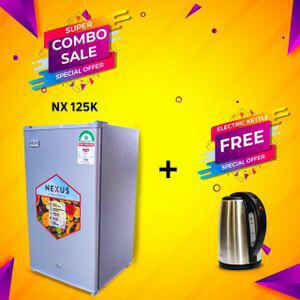 SUPER
COMBO
SALE
SPECIAL OFFER
NX 125K
NEXUS
+
ELECTRIC KETTLE
FREE
SPECIAL OFFER